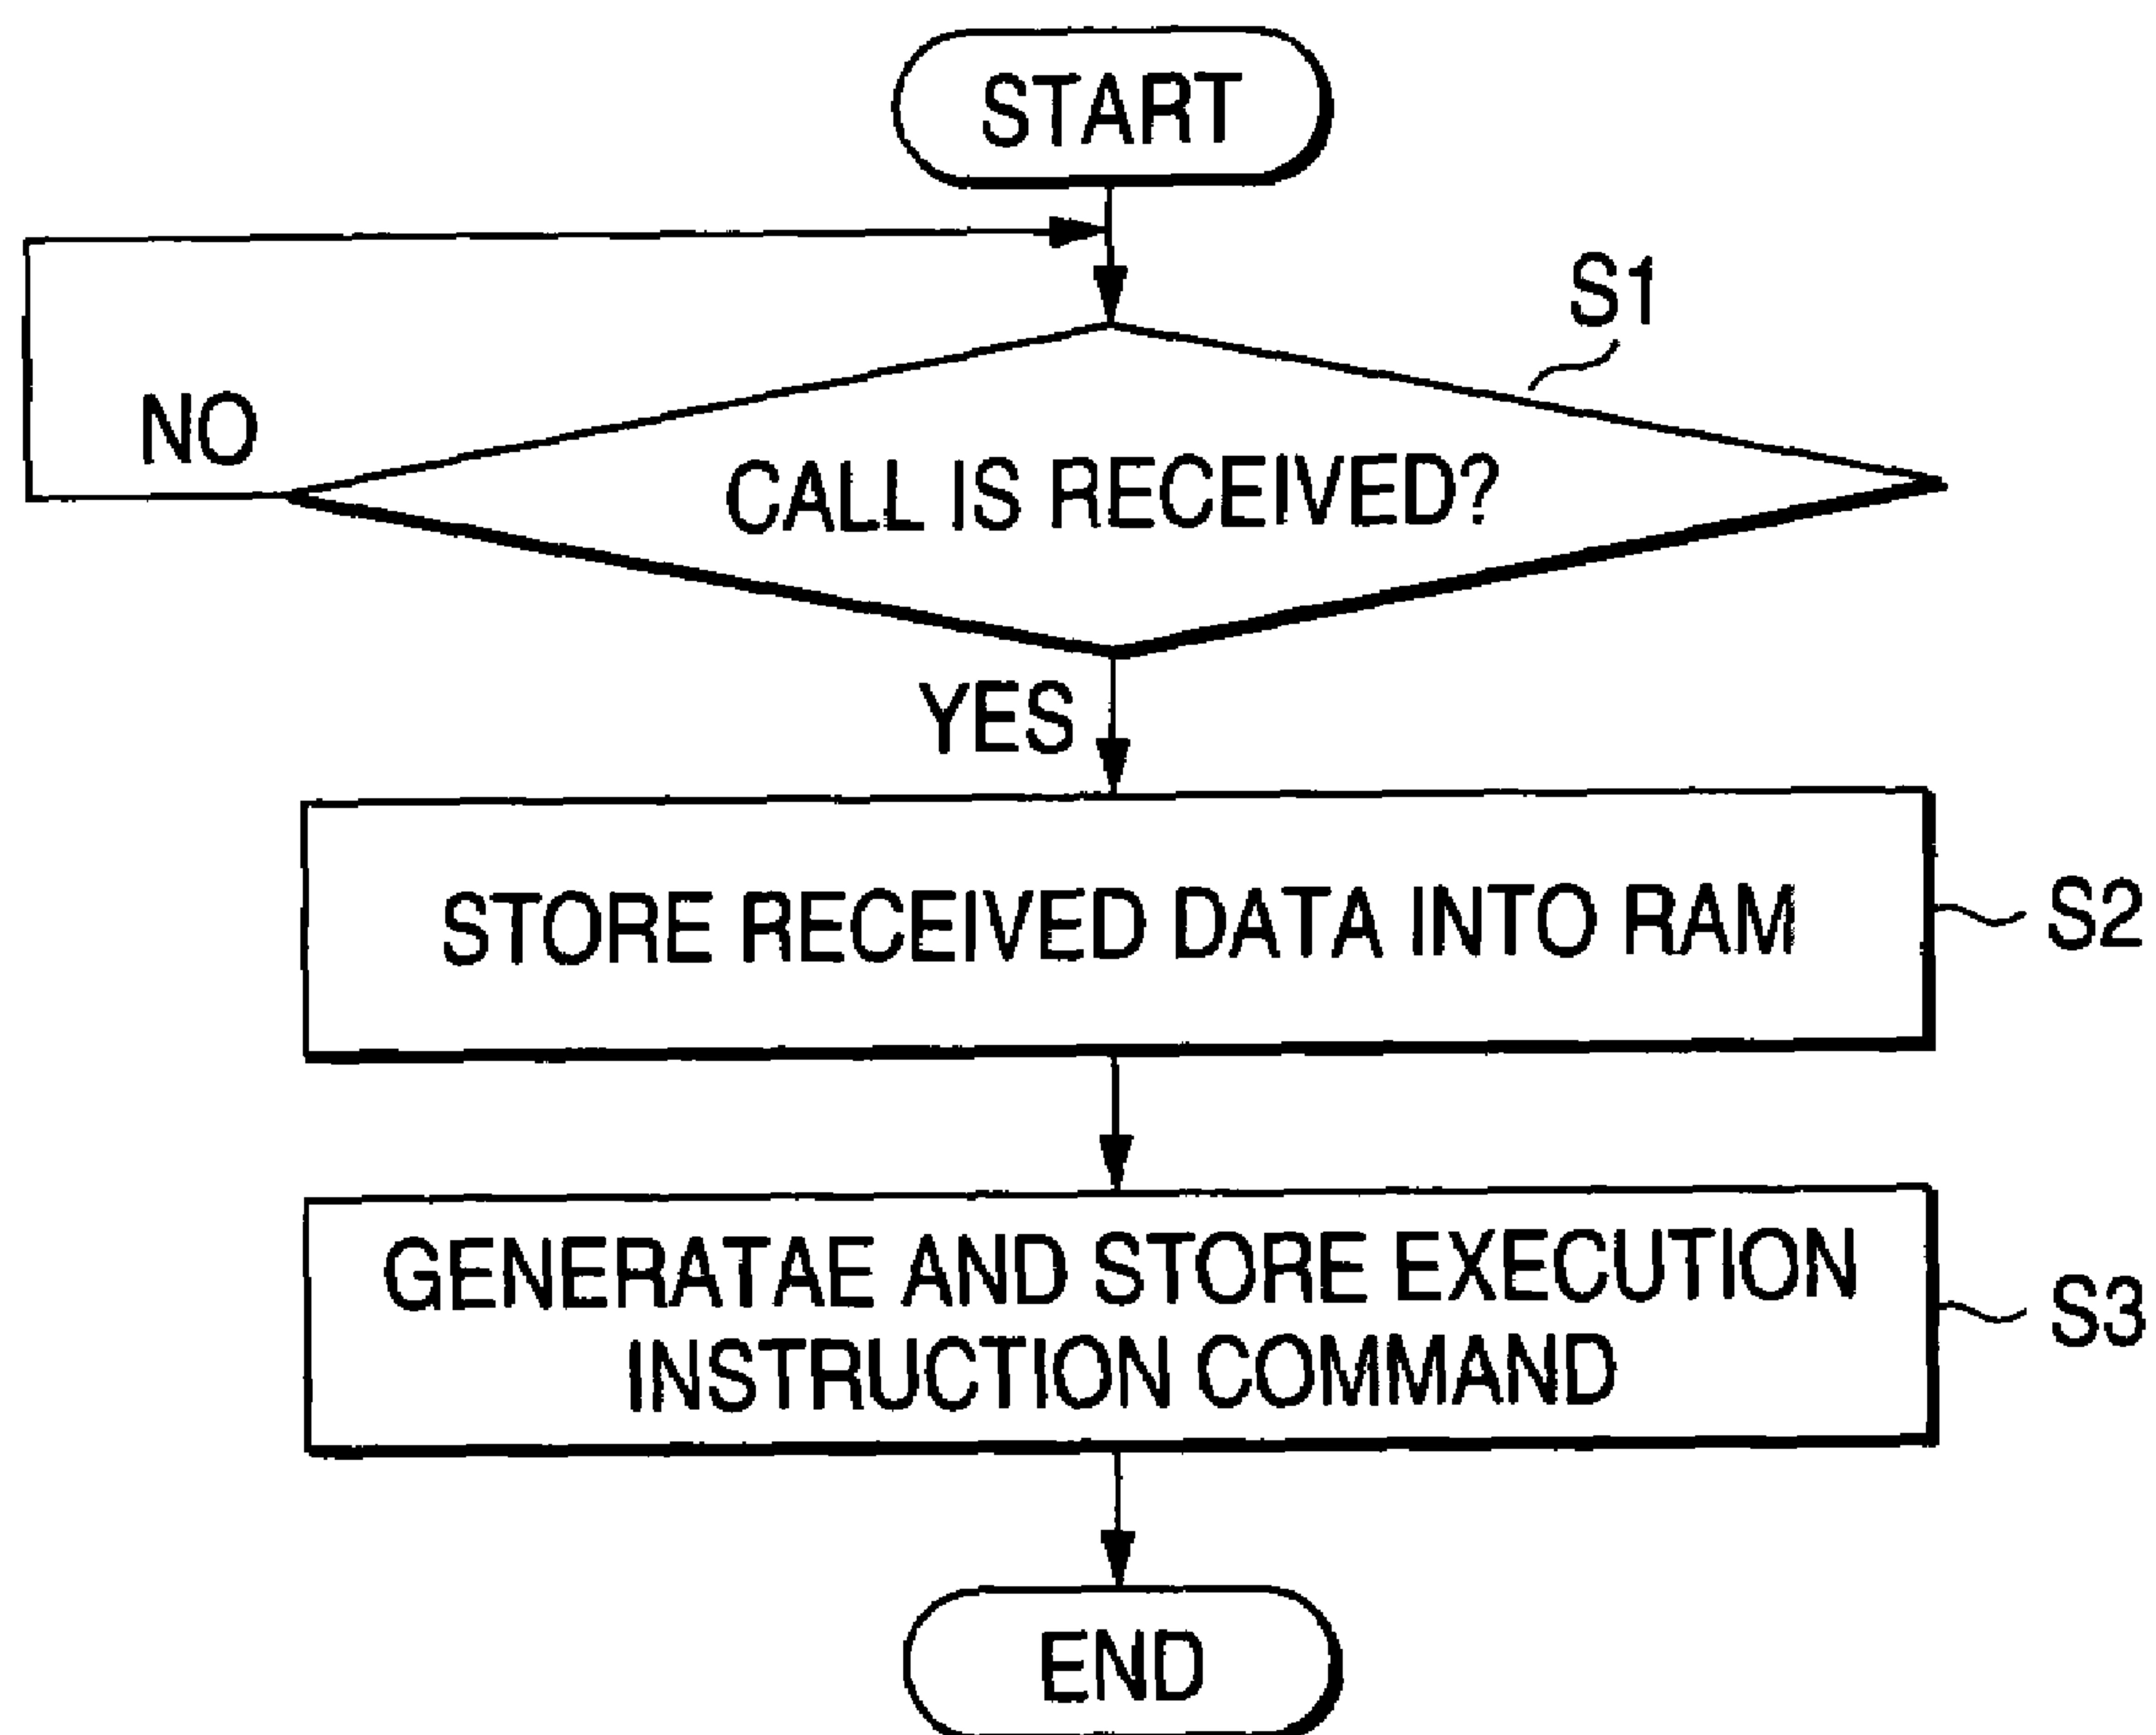 START
S1
NO
CALL IS RECEIVED?
YES
STORE RECEIVED DATA INTO RAM
S2
GENERATAE AND STORE EXECUTION
INSTRUCTION COMMAND
S3
END